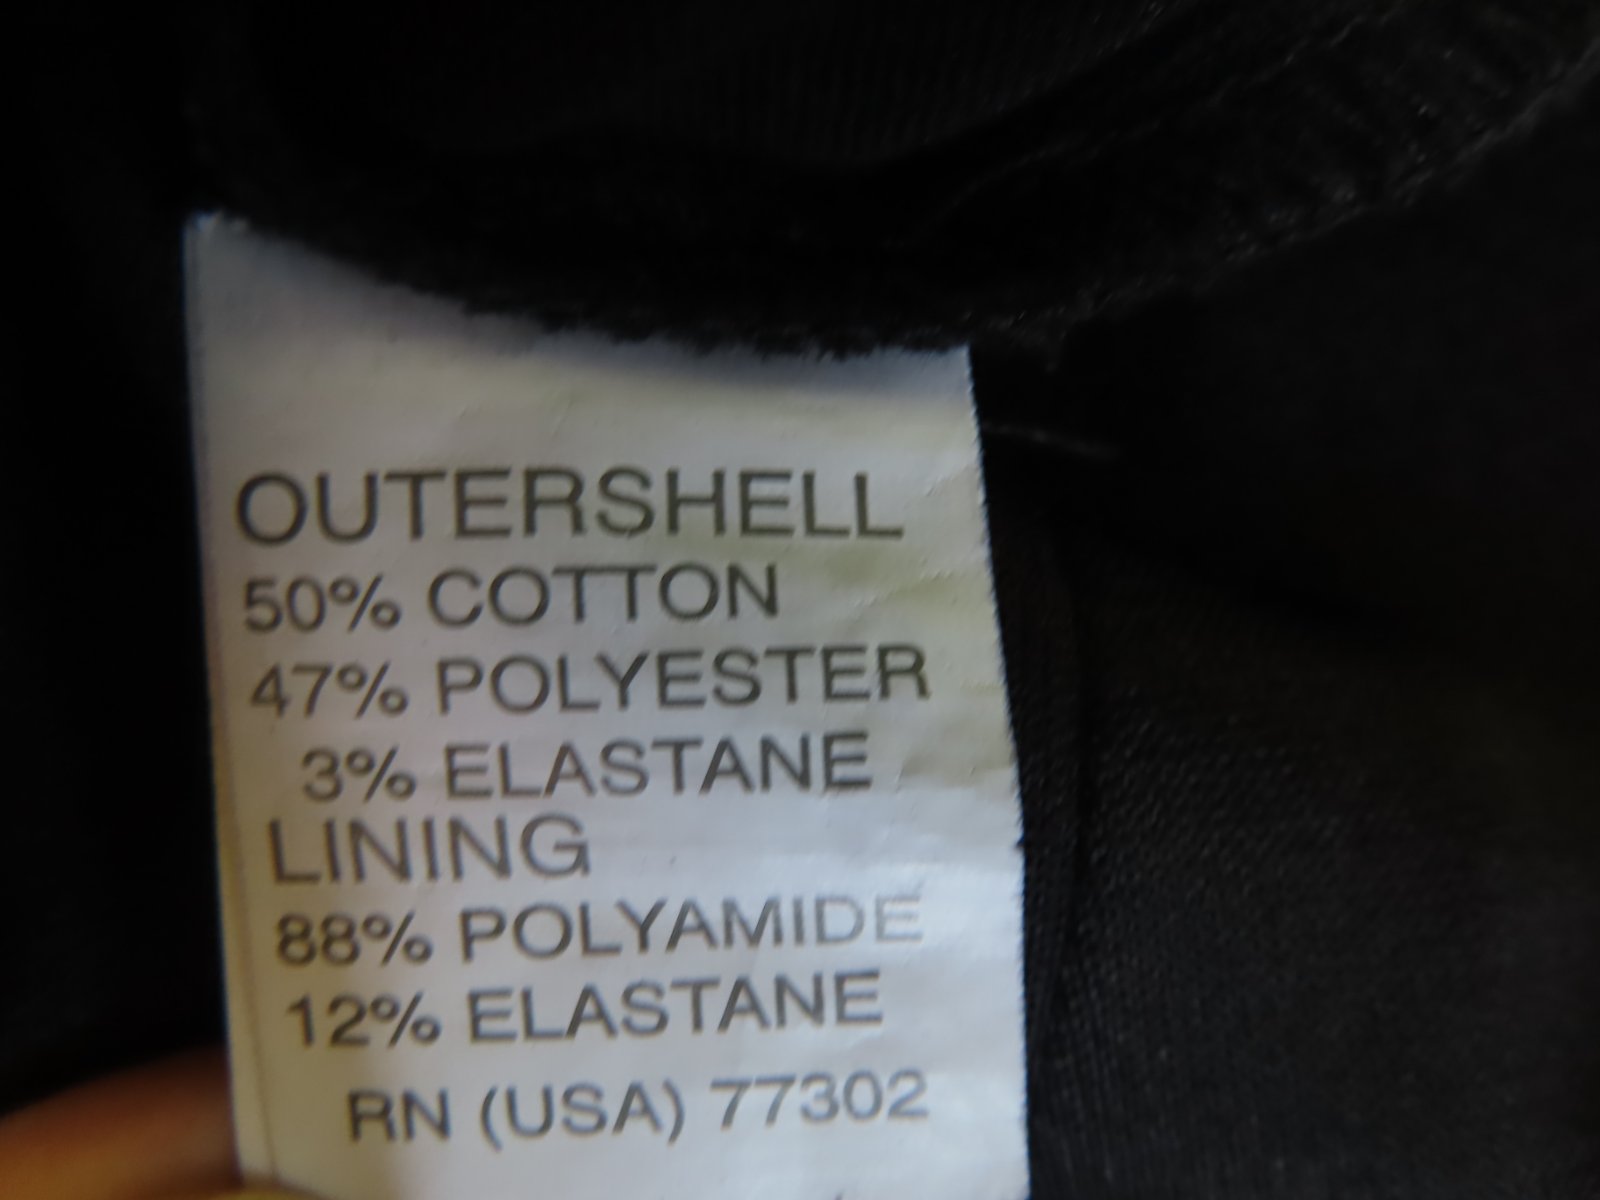 OUTERSHELL
50% COTTON
47% POLYESTER
3% ELASTANE
LINING
88% POLYAMIDE
12% ELASTANE
RN (USA) 77302